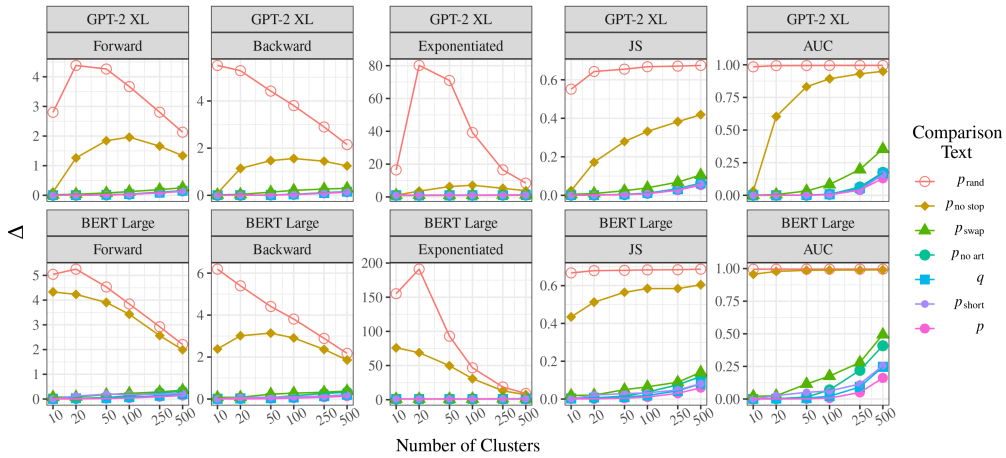 GPT-2 XL GPT-2 XL GPT-2 XL GPT-2 XL GPT-2 XL
Forward Backward Exponentiated JS AUC
4
3
2
1
0
4
2
0
80
60
40
20
0
0.6
0.4
0.2
0.0
1.00
0.75
0.50
0.25
0.00
BERT Large BERT Large BERT Large BERT Large BERT Large
Forward Backward Exponentiated JS AUC
5
4
3
2
1
0
6
4
2
0
200
150
100
50
0
0.6
0.4
0.2
0.0
1.00
0.75
0.50
0.25
0.00
10 20 50 100 250 500 10 20 50 100 250 500 10 20 50 100 250 500 10 20 50 100 250 500 10 20 50 100 250 500
Δ
Number of Clusters
Comparison
Text
p rand
p no stop
p swap
p no art
q
p short
p